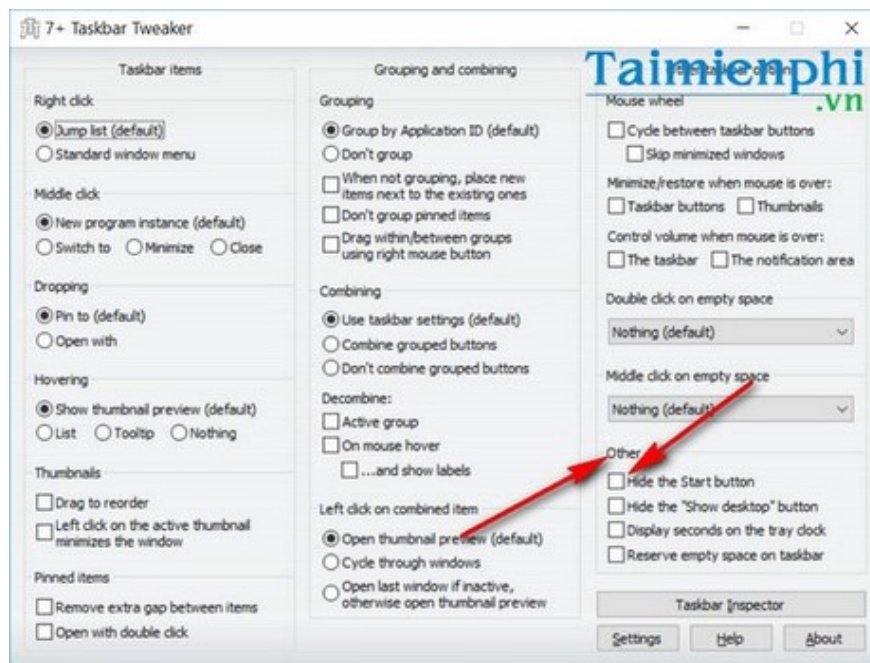 7+ Taskbar Tweaker
Taimienphi
.vn
Taskbar items
Right click
Jump list (default)
Standard window menu
Middle click
New program instance (default)
Switch to Minimize Close
Dropping
Pin to (default)
Open with
Hovering
Show thumbnail preview (default)
List Tooltip Nothing
Thumbnails
Drag to reorder
Left click on the active thumbnail
minimizes the window
Pinned items
Remove extra gap between items
Open with double click
Grouping and combining
Grouping
Group by Application ID (default)
Don't group
When not grouping, place new
items next to the existing ones
Don't group pinned items
Drag within/between groups
using right mouse button
Combining
Use taskbar settings (default)
Combine grouped buttons
Don't combine grouped buttons
Decombine:
Active group
On mouse hover
...and show labels
Left click on combined item
Open thumbnail preview (default)
Cycle through windows
Open last window if inactive,
otherwise open thumbnail preview
Mouse wheel
Cycle between taskbar buttons
Skip minimized windows
Minimize/restore when mouse is over:
Taskbar buttons Thumbnails
Control volume when mouse is over:
The taskbar The notification area
Double click on empty space
Nothing (default)
Middle click on empty space
Nothing (default)
Other
Hide the Start button
Hide the "Show desktop" button
Display seconds on the tray clock
Reserve empty space on taskbar
Taskbar Inspector
Settings Help About